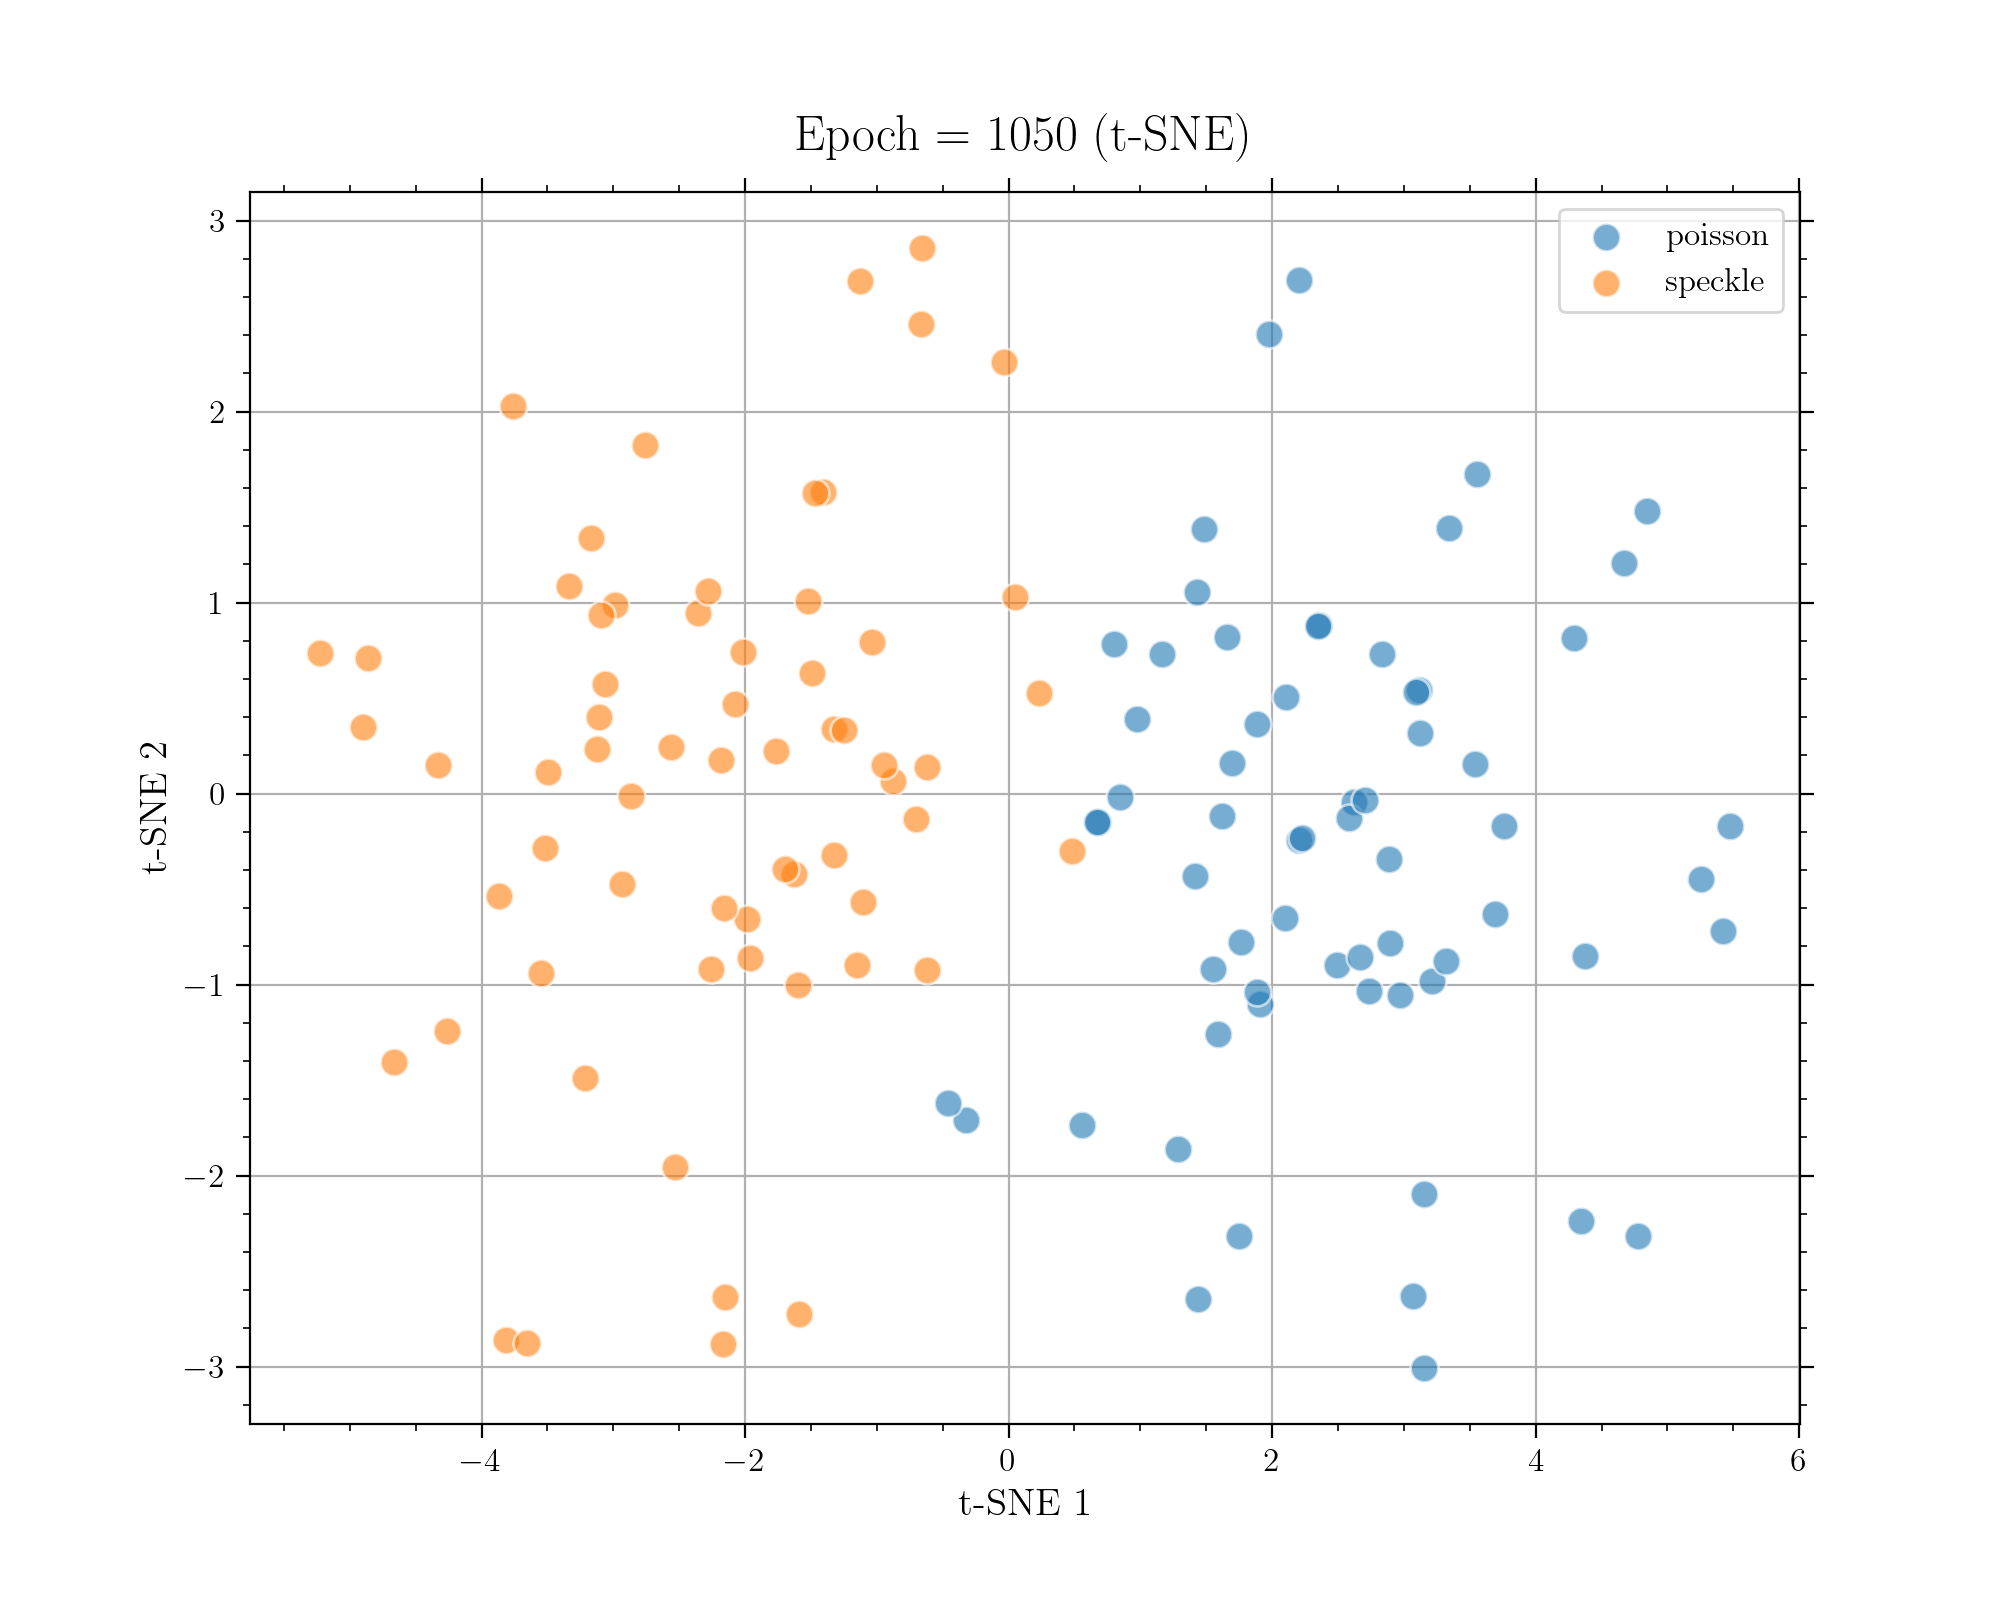 Epoch = 1050 (t-SNE)
poisson
speckle
3
2
1
0
−1
−2
−3
t-SNE 2
−4 −2 0 2 4 6
t-SNE 1